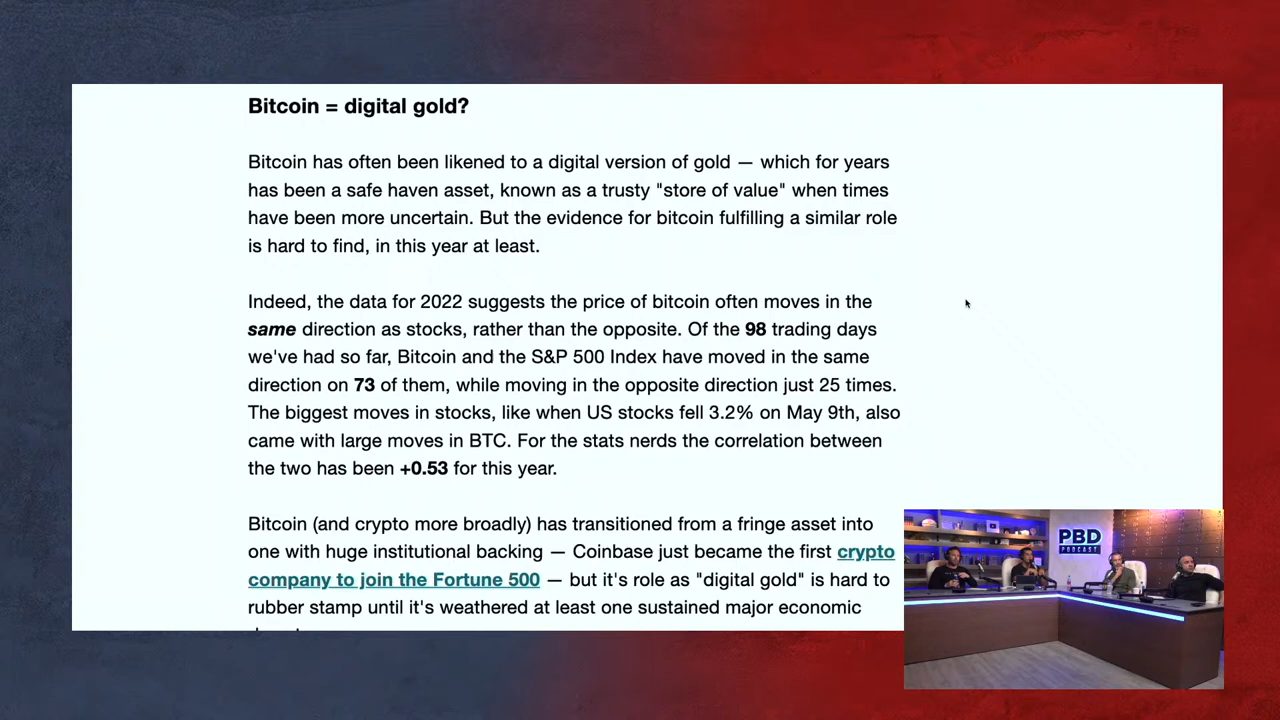 Bitcoin = digital gold?
Bitcoin has often been likened to a digital version of gold — which for years
has been a safe haven asset, known as a trusty "store of value" when times
have been more uncertain. But the evidence for bitcoin fulfilling a similar role
is hard to find, in this year at least.
Indeed, the data for 2022 suggests the price of bitcoin often moves in the
same direction as stocks, rather than the opposite. Of the 98 trading days
we've had so far, Bitcoin and the S&P 500 Index have moved in the same
direction on 73 of them, while moving in the opposite direction just 25 times.
The biggest moves in stocks, like when US stocks fell 3.2% on May 9th, also
came with large moves in BTC. For the stats nerds the correlation between
the two has been +0.53 for this year.
Bitcoin (and crypto more broadly) has transitioned from a fringe asset into
one with huge institutional backing — Coinbase just became the first crypto
company to join the Fortune 500 — but it's role as "digital gold" is hard to
rubber stamp until it's weathered at least one sustained major economic
PBD
PODCAST